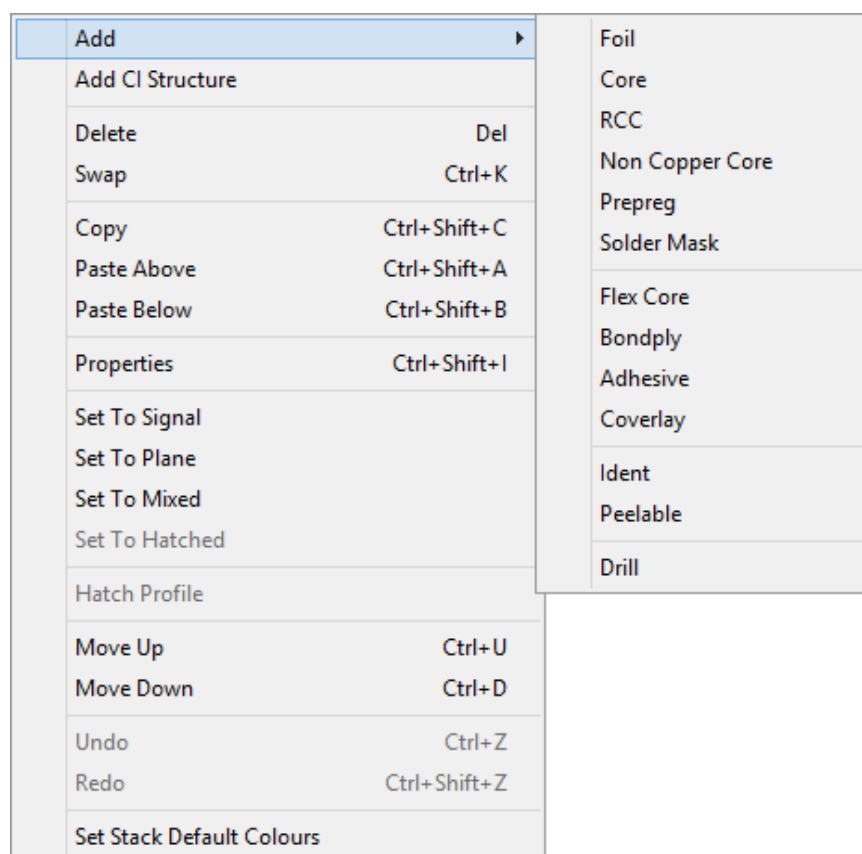 Add
Add CI Structure
Delete Del
Swap Ctrl+K
Copy Ctrl+Shift+C
Paste Above Ctrl+Shift+A
Paste Below Ctrl+Shift+B
Properties Ctrl+Shift+I
Set To Signal
Set To Plane
Set To Mixed
Set To Hatched
Hatch Profile
Move Up Ctrl+U
Move Down Ctrl+D
Undo Ctrl+Z
Redo Ctrl+Shift+Z
Set Stack Default Colours
Foil
Core
RCC
Non Copper Core
Prepreg
Solder Mask
Flex Core
Bondply
Adhesive
Coverlay
Ident
Peelable
Drill